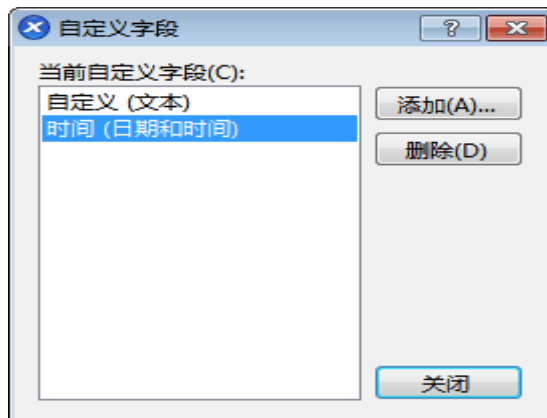 自定义字段
当前自定义字段(C):
自定义 (文本)
时间 (日期和时间)
添加(A)...
删除(D)
关闭